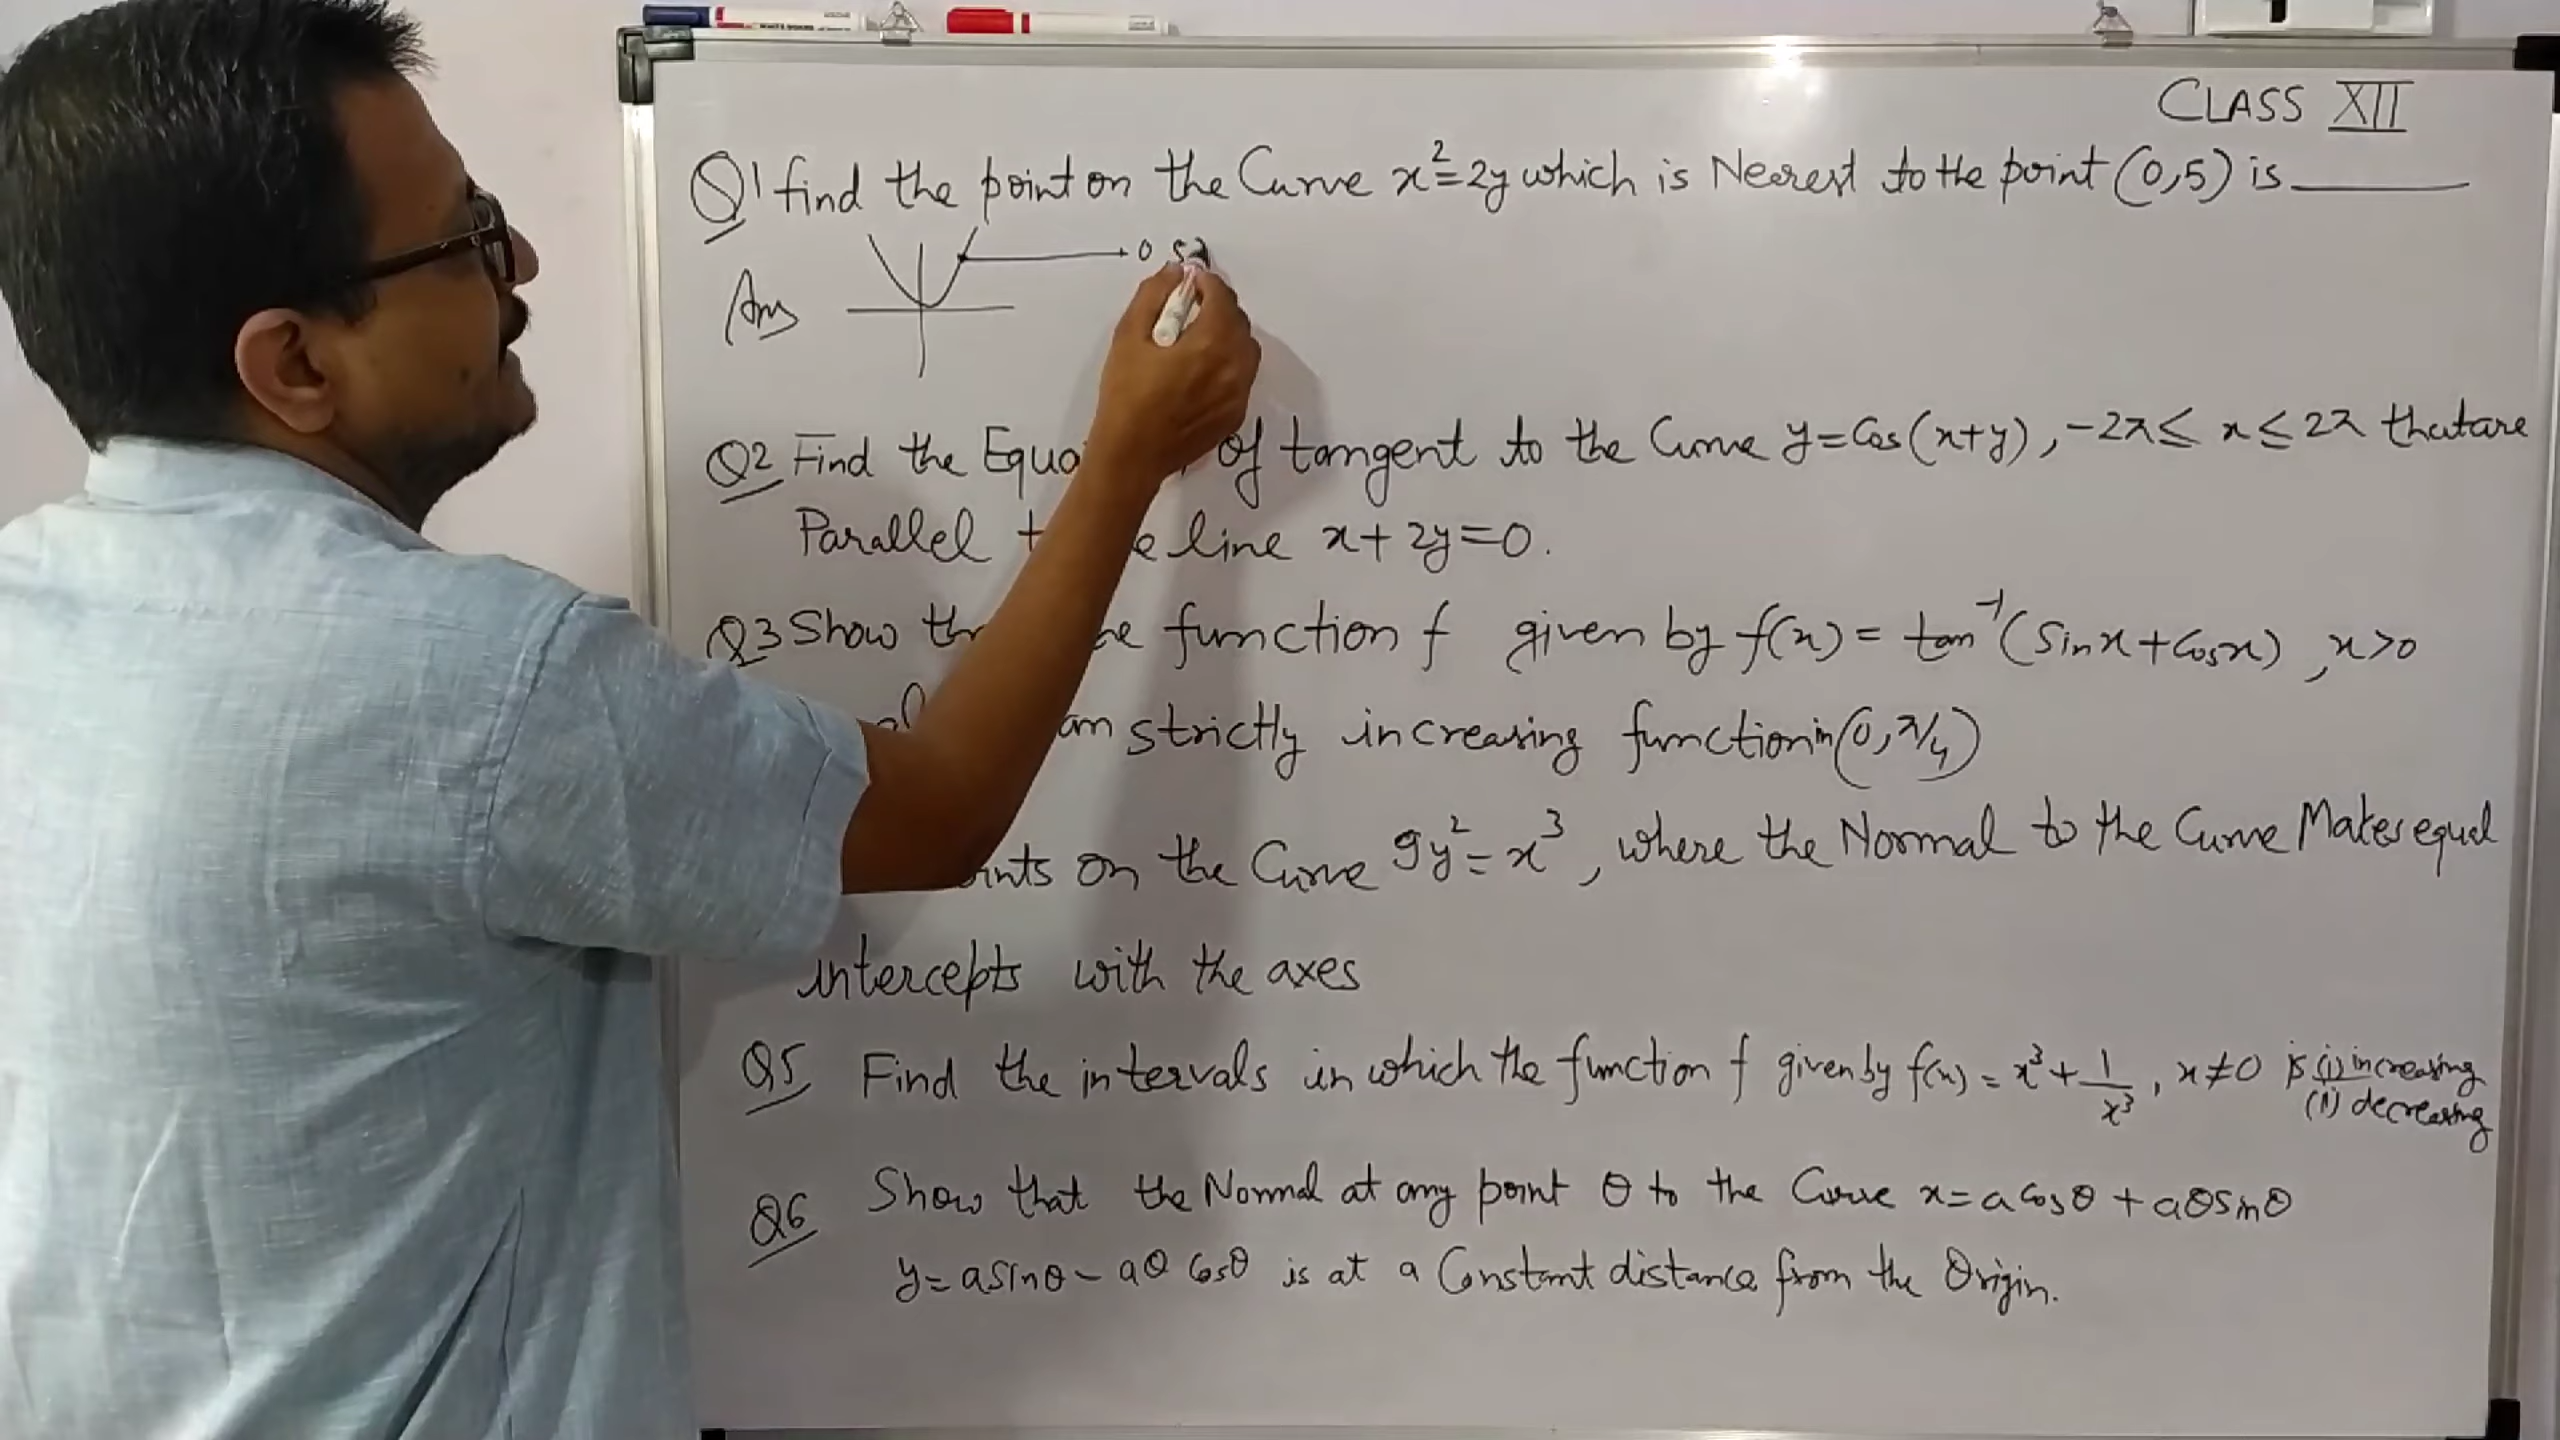 CLASS XII
Q1 find the point on the Curve x²=2y which is Nearest to the point (0,5) is ______
0 5
Ans
Q2 Find the of tangent to the Curve y=Cos(x+y), -2π ≤ x ≤ 2π that are
Parallel line x+2y=0.
Q3 Show function f given by f(x) = tan⁻¹(Sinx+Cosx), x>0
an strictly increasing function in (0, π/4)
on the Curve 9y²=x³, where the Normal to the Curve Makes equal
intercepts with the axes
Q5 Find the intervals in which the function f given by f(x) = x³+1/x³, x≠0 is (i) increasing
(ii) decreasing
Q6 Show that the Normal at any point θ to the Curve x=a Cosθ + aθSinθ
y=aSinθ - aθ Cosθ is at a Constant distance from the Origin.